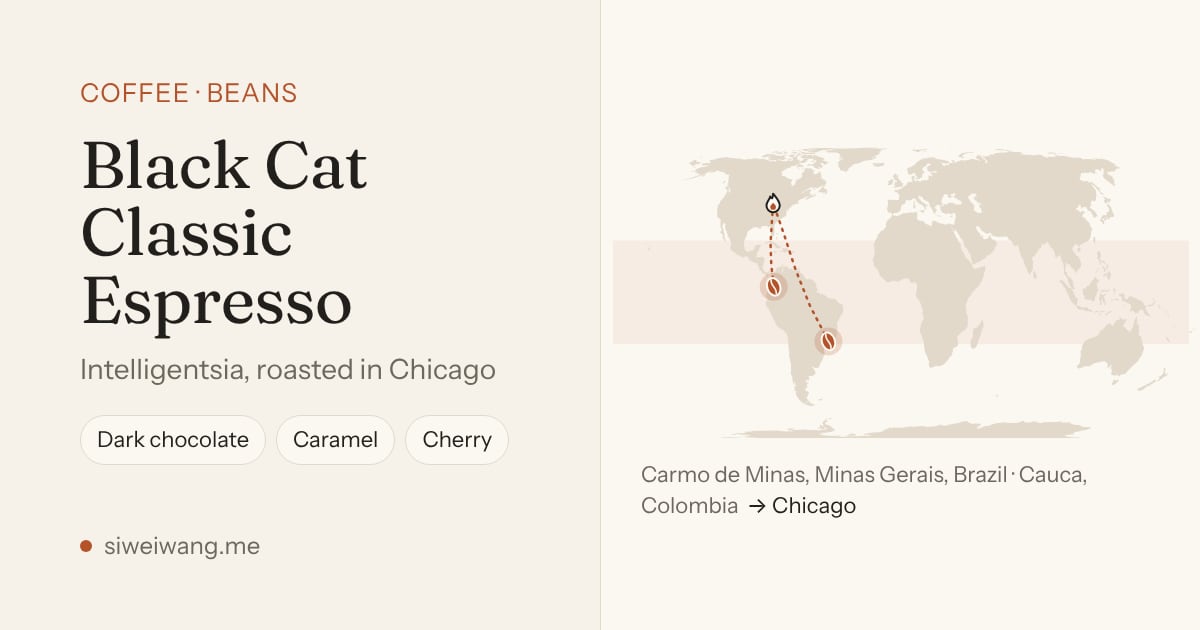 COFFEE · BEANS
Black Cat
Classic
Espresso
Intelligentsia, roasted in Chicago
Dark chocolate
Caramel
Cherry
siweiwang.me
Carmo de Minas, Minas Gerais, Brazil · Cauca,
Colombia → Chicago